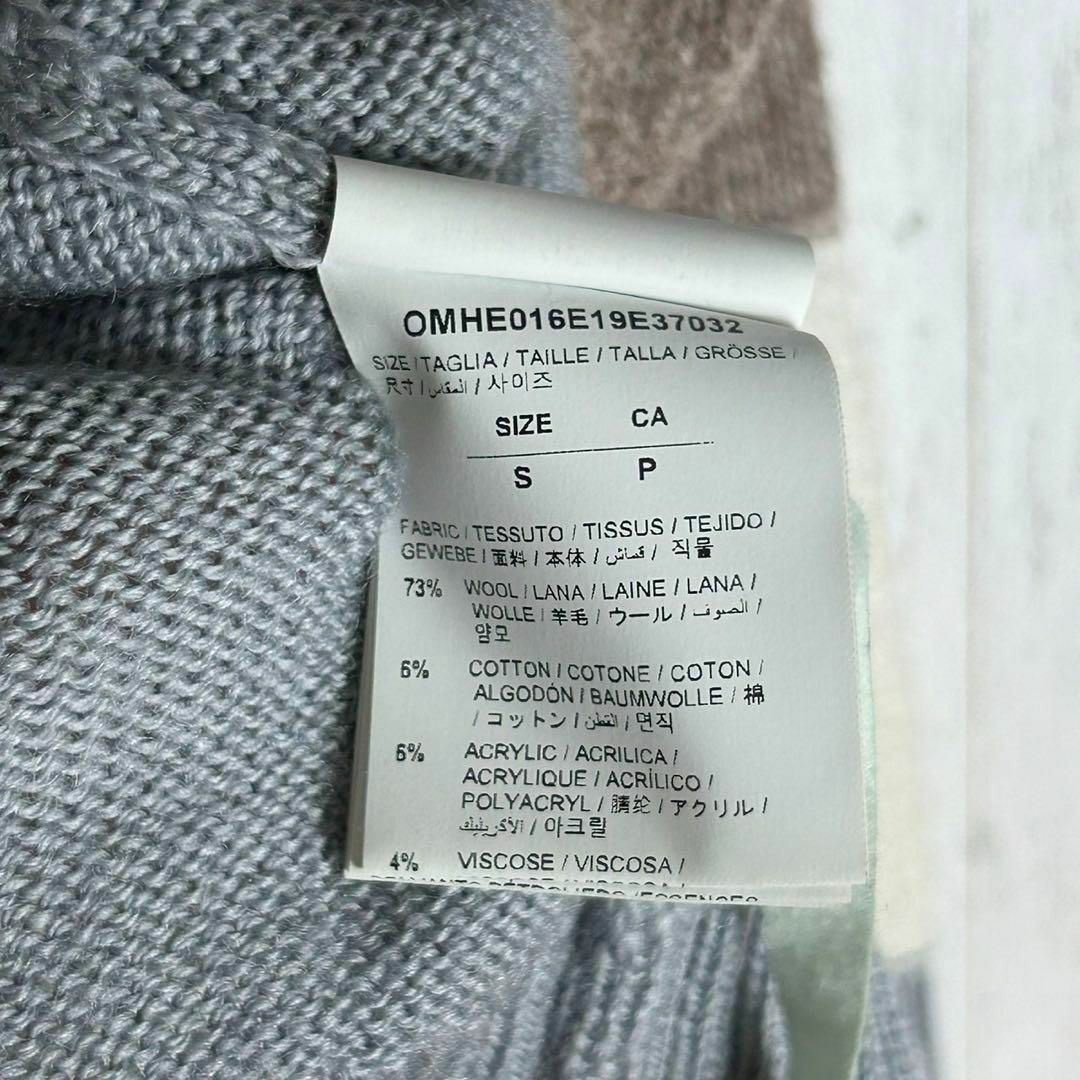 OMHE016E19E37032
SIZE / TAGLIA / TAILLE / TALLA / GRÖSSE /
尺寸 / المقاس / 사이즈
SIZE CA
S P
FABRIC / TESSUTO / TISSUS / TEJIDO /
GEWEBE / 面料 / 本体 / قماش / 직물
73% WOOL / LANA / LAINE / LANA /
WOLLE / 羊毛 / ウール / الصوف /
양모
6% COTTON / COTONE / COTON /
ALGODÓN / BAUMWOLLE / 棉
/ コットン / القطن / 면직
6% ACRYLIC / ACRILICA /
ACRYLIQUE / ACRÍLICO /
POLYACRYL / 腈纶 / アクリル /
الأكريليك / 아크릴
4% VISCOSE / VISCOSA /